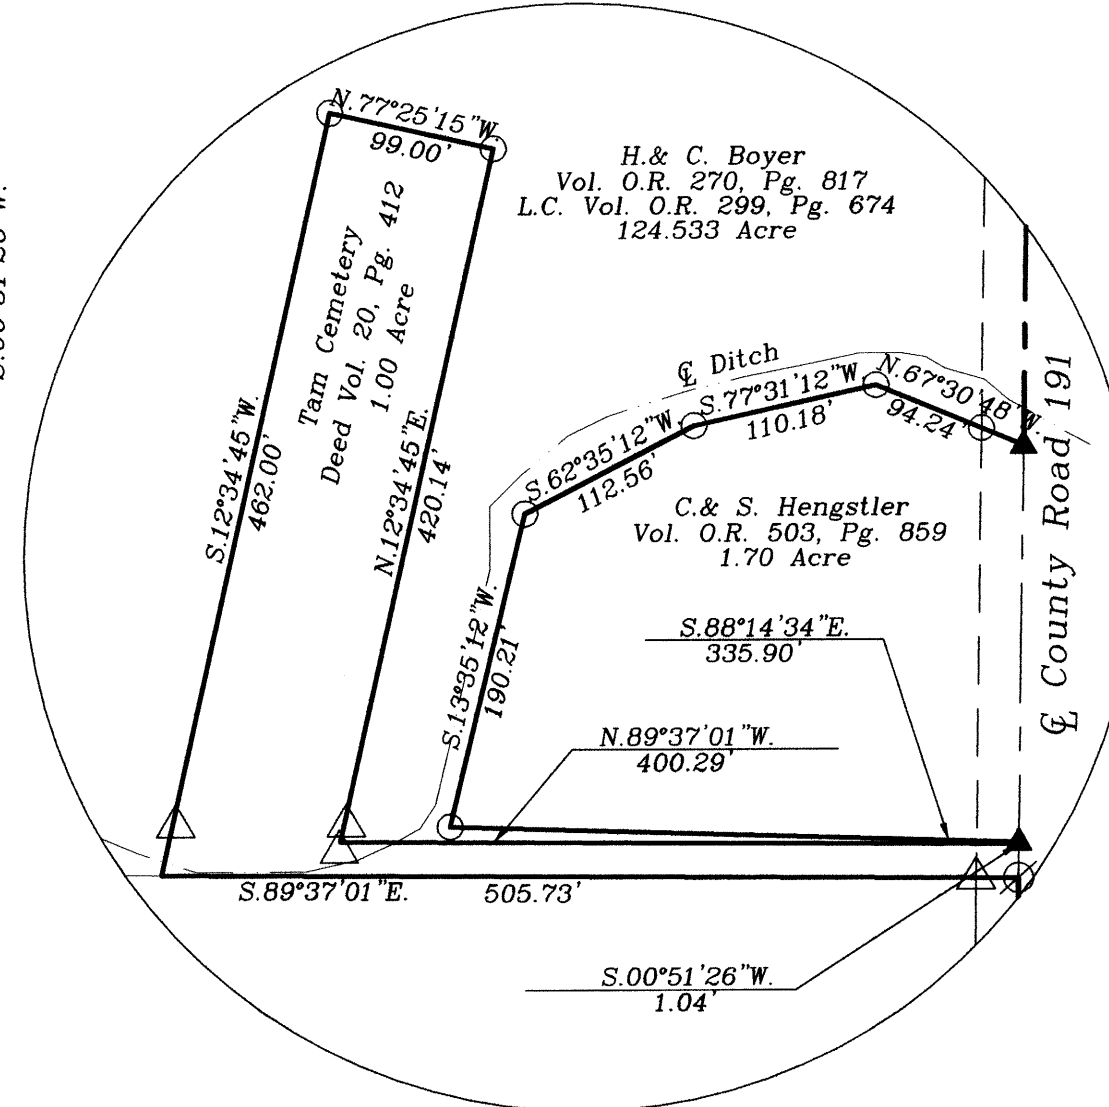 N.77°25'15"W.
99.00'
H.& C. Boyer
Vol. O.R. 270, Pg. 817
L.C. Vol. O.R. 299, Pg. 674
124.533 Acre
Tam Cemetery
Deed Vol. 20, Pg. 412
1.00 Acre
S.12°34'45"W.
462.00'
N.12°34'45"E.
420.14'
℄ Ditch
S.62°35'12"W.
112.56'
S.77°31'12"W.
110.18'
N.67°30'48"W.
94.24'
℄ County Road 191
C.& S. Hengstler
Vol. O.R. 503, Pg. 859
1.70 Acre
S.13°35'12"W.
190.21'
S.88°14'34"E.
335.90'
N.89°37'01"W.
400.29'
S.89°37'01"E. 505.73'
S.00°51'26"W.
1.04'